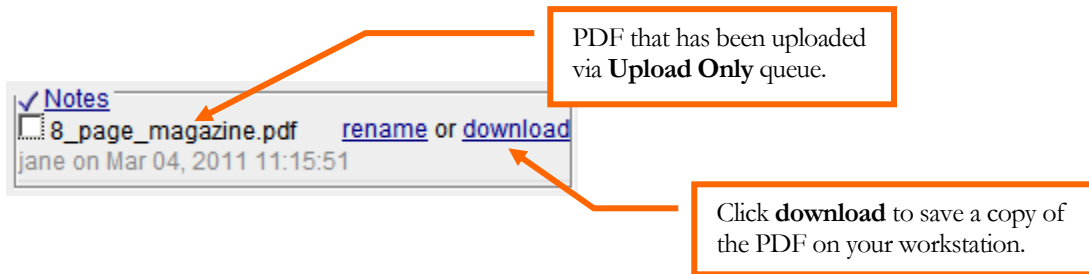 PDF that has been uploaded
via Upload Only queue.
Notes
8_page_magazine.pdf rename or download
jane on Mar 04, 2011 11:15:51
Click download to save a copy of
the PDF on your workstation.